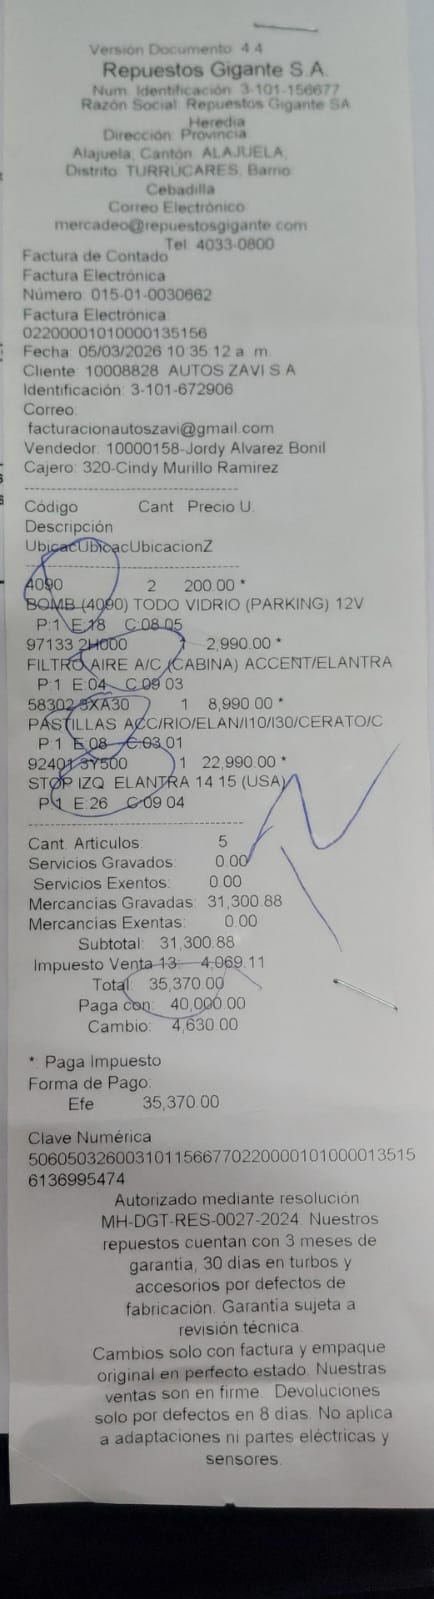 Versión Documento 4.4
Repuestos Gigante S.A.
Num. Identificación: 3-101-156677
Razón Social: Repuestos Gigante SA
Heredia
Dirección: Provincia
Alajuela, Cantón: ALAJUELA,
Distrito: TURRUCARES, Barrio
Cebadilla
Correo Electrónico
mercadeo@repuestosgigante.com
Tel. 4033-0800
Factura de Contado
Factura Electrónica
Número: 015-01-0030662
Factura Electrónica:
02200001010000135156
Fecha: 05/03/2026 10:35:12 a. m.
Cliente: 10008828 AUTOS ZAVI S A
Identificación: 3-101-672906
Correo:
facturacionautoszavi@gmail.com
Vendedor: 10000158-Jordy Alvarez Bonil
Cajero: 320-Cindy Murillo Ramirez
Código Cant Precio U.
Descripción
UbicacUbicacUbicacionZ
4090 2 200.00 *
BOMB (4090) TODO VIDRIO (PARKING) 12V
P:1 E:18 C:08.05
97133 2H000 1 2,990.00 *
FILTRO AIRE A/C (CABINA) ACCENT/ELANTRA
P:1 E:04 C:09 03
58302 3XA30 1 8,990.00 *
PASTILLAS ACC/RIO/ELAN/I10/I30/CERATO/C
P:1 E:08 C:03.01
92401 3Y500 1 22,990.00 *
STOP IZQ ELANTRA 14 15 (USA)
P:1 E:26 C:09 04
Cant. Articulos: 5
Servicios Gravados: 0.00
Servicios Exentos: 0.00
Mercancías Gravadas: 31,300.88
Mercancías Exentas: 0.00
Subtotal: 31,300.88
Impuesto Venta 13: 4,069.11
Total: 35,370.00
Paga con: 40,000.00
Cambio: 4,630.00
*: Paga Impuesto
Forma de Pago:
Efe 35,370.00
Clave Numérica
5060503260031011566770220000101000013515
6136995474
Autorizado mediante resolución
MH-DGT-RES-0027-2024. Nuestros
repuestos cuentan con 3 meses de
garantía, 30 dias en turbos y
accesorios por defectos de
fabricación. Garantía sujeta a
revisión técnica.
Cambios solo con factura y empaque
original en perfecto estado. Nuestras
ventas son en firme. Devoluciones
solo por defectos en 8 dias. No aplica
a adaptaciones ni partes eléctricas y
sensores.